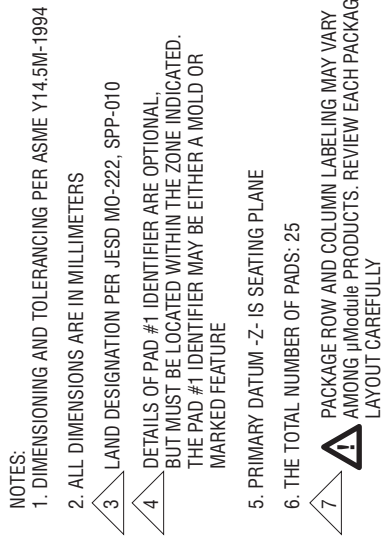 NOTES:
1. DIMENSIONING AND TOLERANCING PER ASME Y14.5M-1994
2. ALL DIMENSIONS ARE IN MILLIMETERS
3 LAND DESIGNATION PER JESD MO-222, SPP-010
4 DETAILS OF PAD #1 IDENTIFIER ARE OPTIONAL,
BUT MUST BE LOCATED WITHIN THE ZONE INDICATED.
THE PAD #1 IDENTIFIER MAY BE EITHER A MOLD OR
MARKED FEATURE
5. PRIMARY DATUM -Z- IS SEATING PLANE
6. THE TOTAL NUMBER OF PADS: 25
7 ! PACKAGE ROW AND COLUMN LABELING MAY VARY
AMONG µModule PRODUCTS. REVIEW EACH PACKAG
LAYOUT CAREFULLY